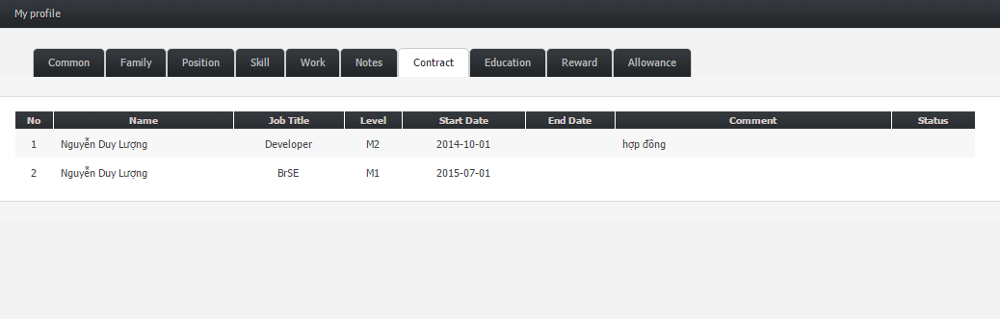 My profile
Common Family Position Skill Work Notes Contract Education Reward Allowance
No Name Job Title Level Start Date End Date Comment Status
1 Nguyễn Duy Lượng Developer M2 2014-10-01 hợp đông
2 Nguyễn Duy Lượng BrSE M1 2015-07-01